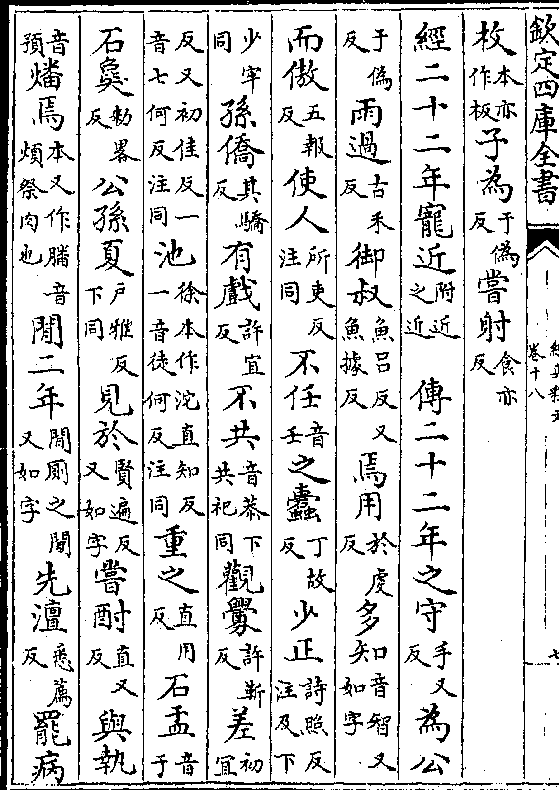 欽定四庫全書
卷十八
七
枚本亦作板子為于偽反嘗射食亦反
經二十二年寵近附近之近 傳二十二年之守手又反為公
于偽反雨過古禾反御叔魚呂反又魚據反焉用於虔反多知音智又如字
而傲五報反使人所吏反注同不任音壬之蠹丁故反少正詩照反注及下
少牢同孫僑其驕反有戲許宜反不共音恭下共祀同觀釁許靳反差初宜
反又初佳反一音七何反注同池徐本作沱直知反一音徒何反注同重之直用反石盂音于
石㚟勅畧反公孫夏户雅反下同見於賢遍反又如字嘗酎直又反與執
音預燔焉本又作膰音煩祭肉也閒二年間厠之間又如字先澶悉薦反罷病